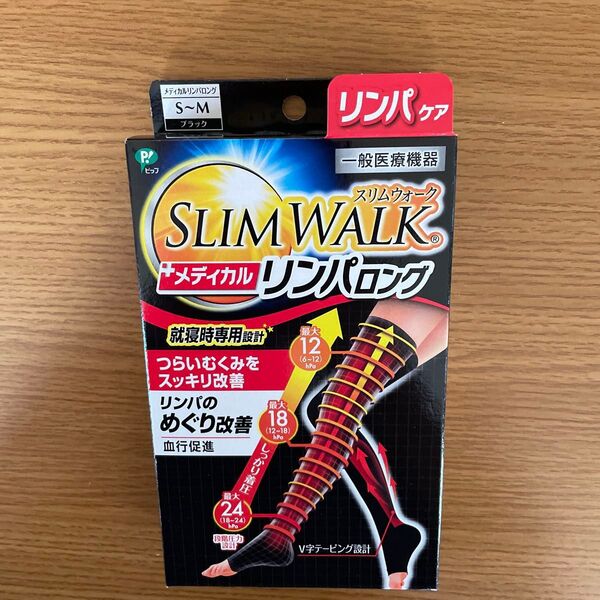 メディカルリンパロング
S~M
ブラック
リンパケア
P!
ピップ
一般医療機器
スリムウォーク
SLIMWALK®
+メディカル
リンパロング
就寝時専用設計
つらいむくみを
スッキリ改善
リンパの
めぐり改善
血行促進
最大
12
(6~12)
hPa
最大
18
(12~18)
hPa
しっかり着圧
最大
24
(18~24)
hPa
段階圧力
設計
V字テーピング設計